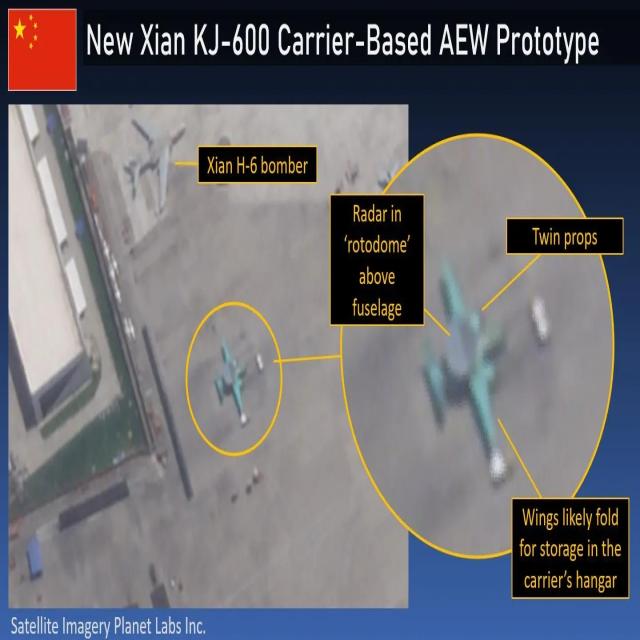 New Xian KJ-600 Carrier-Based AEW Prototype
Xian H-6 bomber
Radar in
‘rotodome’
above
fuselage
Twin props
Wings likely fold
for storage in the
carrier’s hangar
Satellite Imagery Planet Labs Inc.